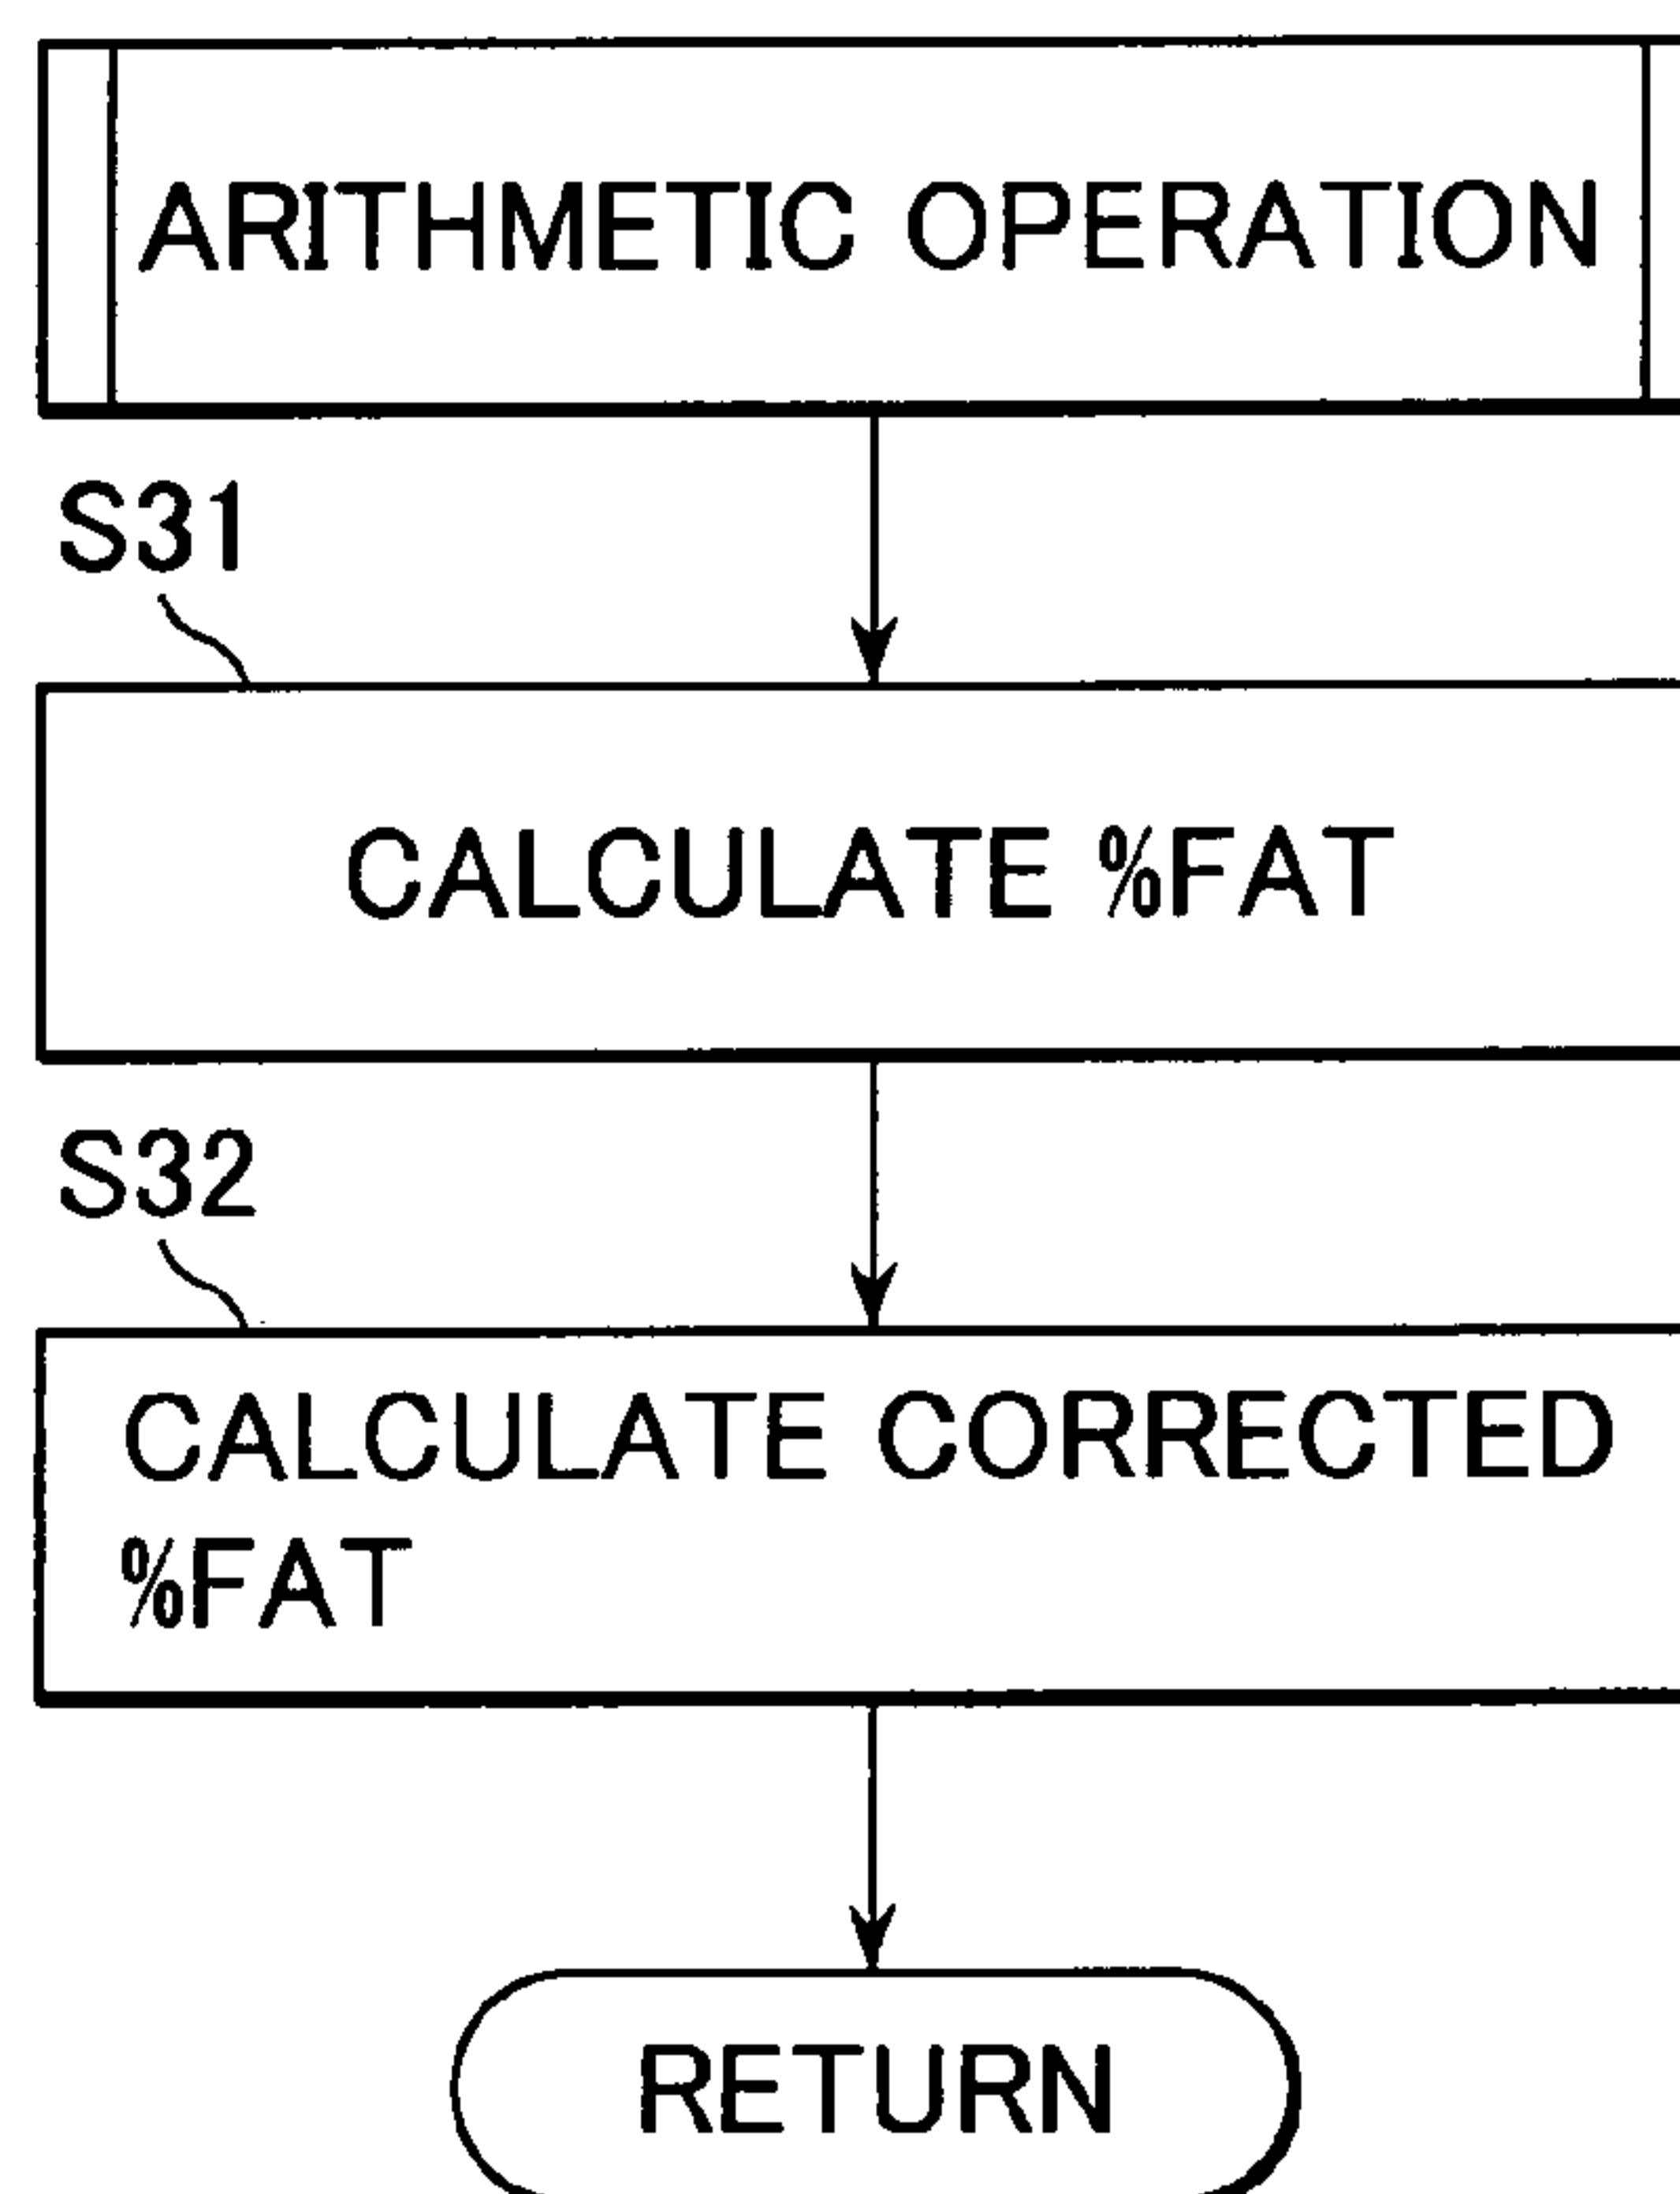 ARITHMETIC OPERATION
S31
CALCULATE %FAT
S32
CALCULATE CORRECTED
%FAT
RETURN